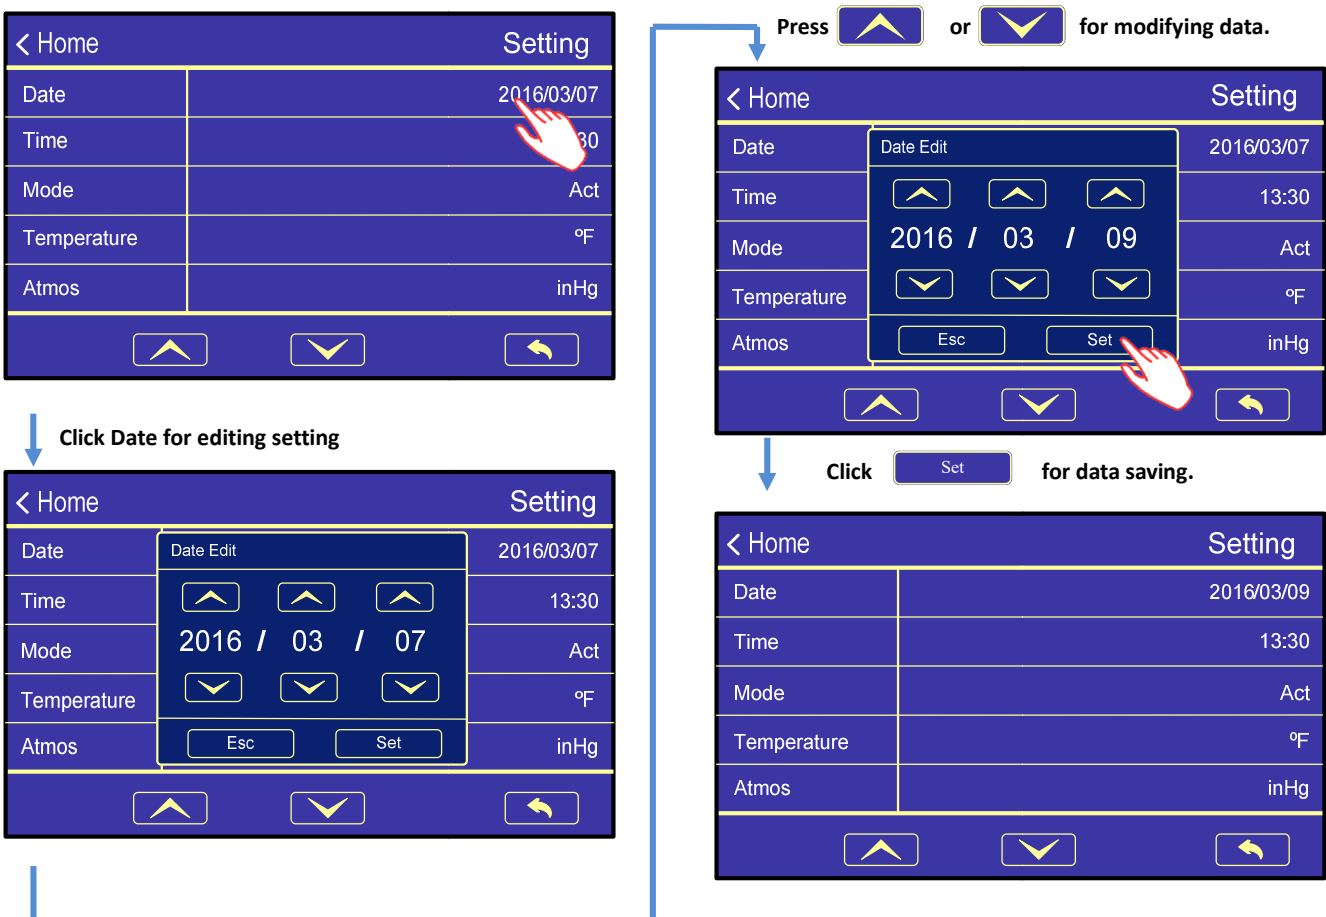 < Home Setting
Date 2016/03/07
Time 30
Mode Act
Temperature ºF
Atmos inHg
Click Date for editing setting
< Home Setting
Date Date Edit 2016/03/07
Time 13:30
2016 / 03 / 07
Mode Act
Temperature ºF
Atmos Esc Set inHg
Press or for modifying data.
< Home Setting
Date Date Edit 2016/03/07
Time 13:30
2016 / 03 / 09
Mode Act
Temperature ºF
Atmos Esc Set inHg
Click Set for data saving.
< Home Setting
Date 2016/03/09
Time 13:30
Mode Act
Temperature ºF
Atmos inHg